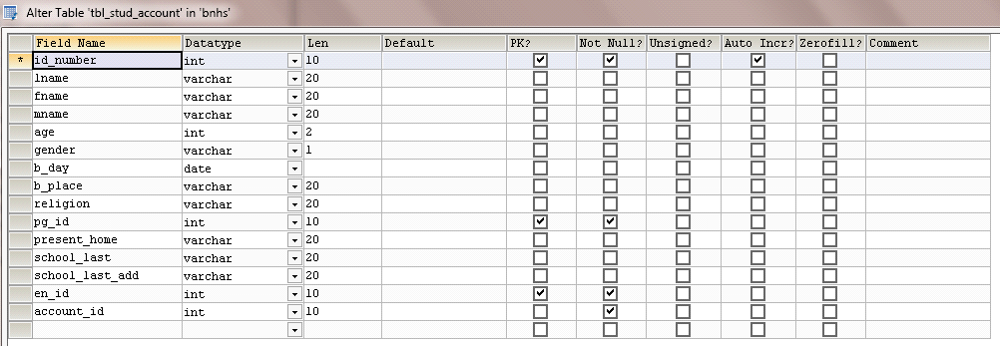 Alter Table 'tbl_stud_account' in 'bnhs'
Field Name Datatype Len Default PK? Not Null? Unsigned? Auto Incr? Zerofill? Comment
* id_number int 10
lname varchar 20
fname varchar 20
mname varchar 20
age int 2
gender varchar 1
b_day date
b_place varchar 20
religion varchar 20
pg_id int 10
present_home varchar 20
school_last varchar 20
school_last_add varchar 20
en_id int 10
account_id int 10